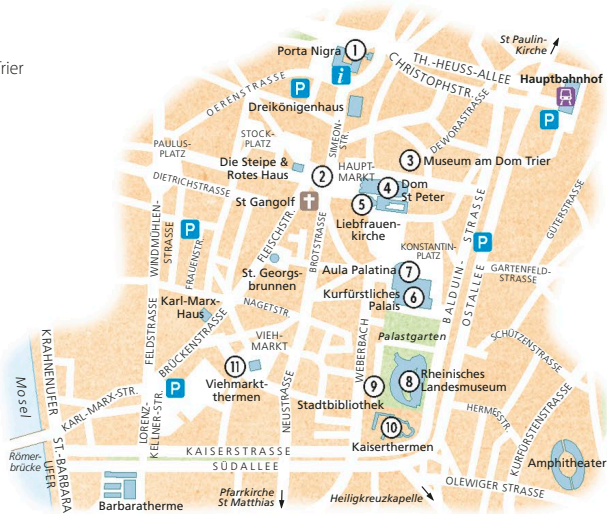 rier
St Paulin-
Kirche
Porta Nigra
1
TH.-HEUSS-ALLEE
CHRISTOPHSTR.
Hauptbahnhof
i
P
OERENSTRASSE
Dreikönigenhaus
SIMEON-
STR.
DEWORASTRASSE
P
STOCK-
PLATZ
PAULUS-
PLATZ
Die Steipe &
Rotes Haus
2
HAUPT-
MARKT
3
Museum am Dom Trier
DIETRICHSTRASSE
4
Dom
St Peter
St Gangolf
5
Liebfrauen-
kirche
WINDMÜHLEN-
STRASSE
P
FRAUENSTR.
FLEISCHSTR.
BROTSTRASSE
KONSTANTIN-
PLATZ
P
GÜTERSTRASSE
St. Georgs-
brunnen
Aula Palatina
7
GARTENFELD-
STRASSE
Kurfürstliches
Palais
6
BALDUIN-
STRASSE
OSTALLEE
Karl-Marx-
Haus
NAGELSTR.
Palastgarten
SCHÜTZENSTRASSE
FELDSTRASSE
BRÜCKENSTRASSE
VIEH-
MARKT
WEBERBACH
KRAHNENUFER
Mosel
11
Viehmarkt-
thermen
P
NEUSTRASSE
9
Stadtbibliothek
8
Rheinisches
Landesmuseum
KARL-MARX-STR.
LORENZ-
KELLNER-STR.
HERMESSTR.
KURFÜRSTENSTRASSE
10
Kaiserthermen
Römer-
brücke
ST.-BARBARA
UFER
KAISERSTRASSE
SÜDALLEE
Amphitheater
OLEWIGER STRASSE
Barbaratherme
Pfarrkirche
St Matthias
Heiligkreuzkapelle